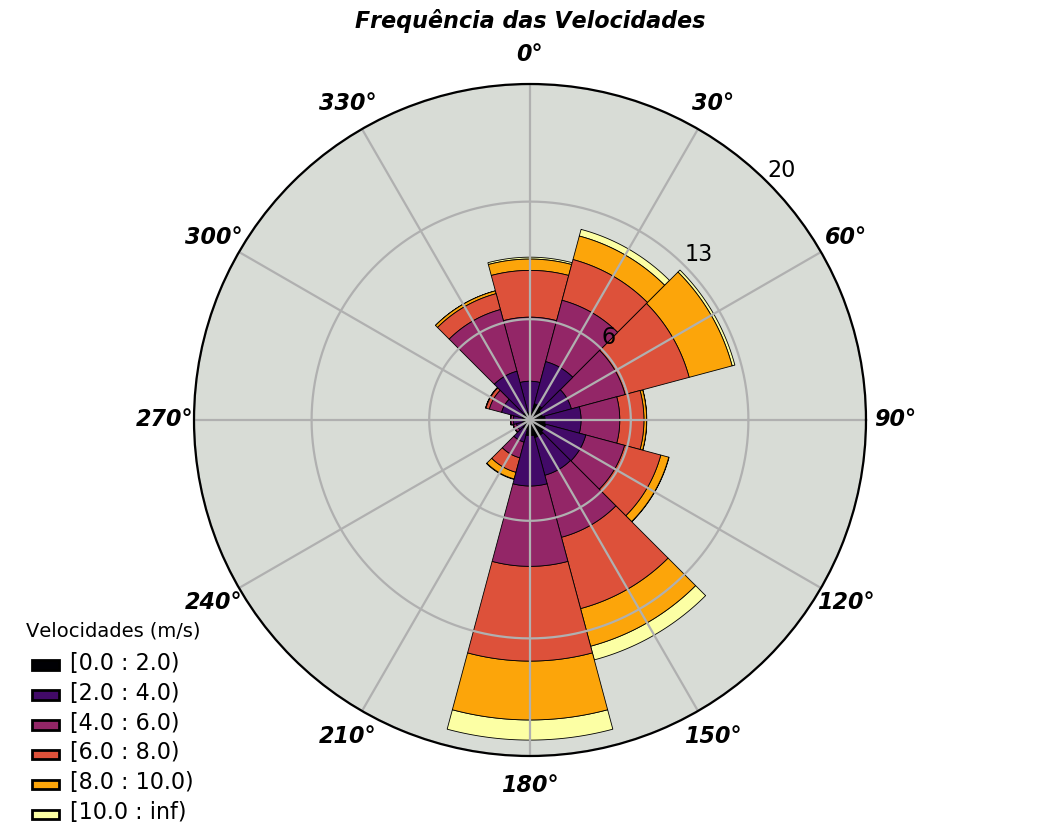 Frequência das Velocidades
0°
330°
30°
20
300°
60°
13
6
270°
90°
240°
120°
210°
150°
180°
Velocidades (m/s)
[0.0 : 2.0)
[2.0 : 4.0)
[4.0 : 6.0)
[6.0 : 8.0)
[8.0 : 10.0)
[10.0 : inf)